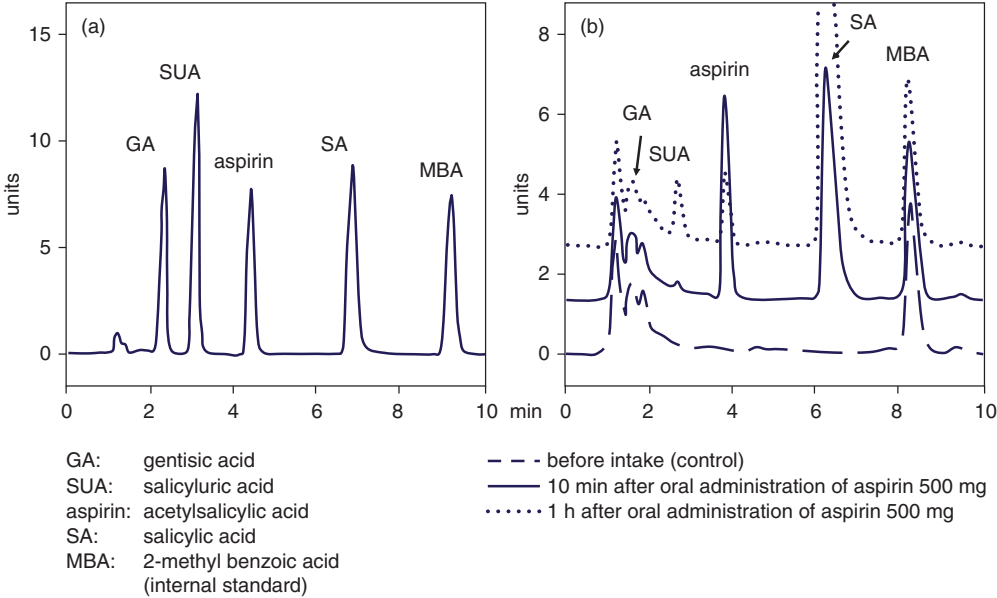 (a)
15
10
5
0
units
GA
SUA
aspirin
SA
MBA
0 2 4 6 8 10 min
(b)
8
6
4
2
0
units
GA
SUA
aspirin
SA
MBA
0 2 4 6 8 10
GA: gentisic acid
SUA: salicyluric acid
aspirin: acetylsalicylic acid
SA: salicylic acid
MBA: 2-methyl benzoic acid
(internal standard)
before intake (control)
10 min after oral administration of aspirin 500 mg
1 h after oral administration of aspirin 500 mg